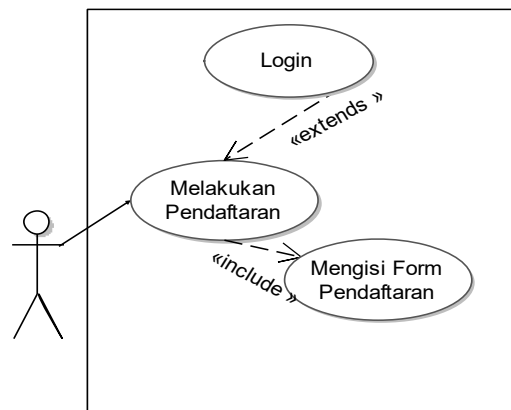 Login
«extends »
Melakukan
Pendaftaran
«include »
Mengisi Form
Pendaftaran